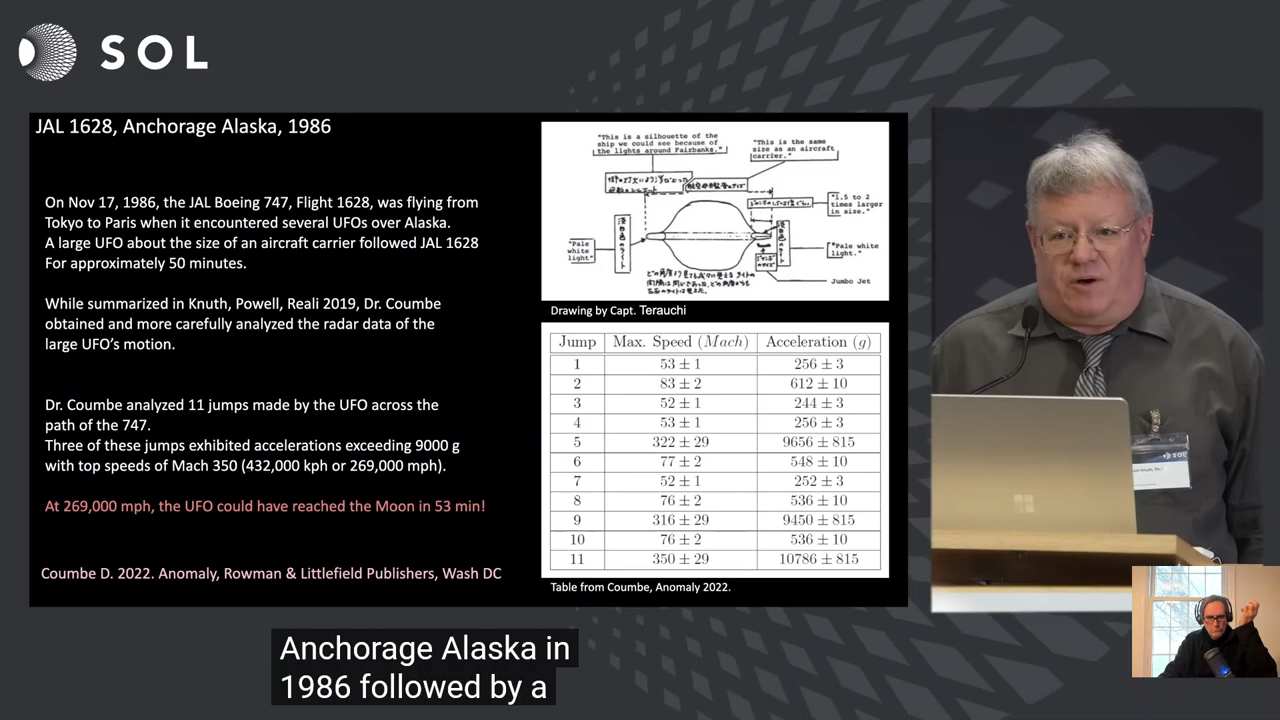 SOL
JAL 1628, Anchorage Alaska, 1986
On Nov 17, 1986, the JAL Boeing 747, Flight 1628, was flying from
Tokyo to Paris when it encountered several UFOs over Alaska.
A large UFO about the size of an aircraft carrier followed JAL 1628
For approximately 50 minutes.
While summarized in Knuth, Powell, Reali 2019, Dr. Coumbe
obtained and more carefully analyzed the radar data of the
large UFO's motion.
Dr. Coumbe analyzed 11 jumps made by the UFO across the
path of the 747.
Three of these jumps exhibited accelerations exceeding 9000 g
with top speeds of Mach 350 (432,000 kph or 269,000 mph).
At 269,000 mph, the UFO could have reached the Moon in 53 min!
Coumbe D. 2022. Anomaly, Rowman & Littlefield Publishers, Wash DC
"This is a silhouette of the
ship we could see because of
the lights around Fairbanks."
"This is the same
size as an aircraft
carrier."
"1.5 to 2
times larger
in size."
"Pale
white
light"
"Pale white
light."
Jumbo Jet
Drawing by Capt. Terauchi
Jump Max. Speed (Mach) Acceleration (g)
1 53 ± 1 256 ± 3
2 83 ± 2 612 ± 10
3 52 ± 1 244 ± 3
4 53 ± 1 256 ± 3
5 322 ± 29 9656 ± 815
6 77 ± 2 548 ± 10
7 52 ± 1 252 ± 3
8 76 ± 2 536 ± 10
9 316 ± 29 9450 ± 815
10 76 ± 2 536 ± 10
11 350 ± 29 10786 ± 815
Table from Coumbe, Anomaly 2022.
SOL
Anchorage Alaska in
1986 followed by a